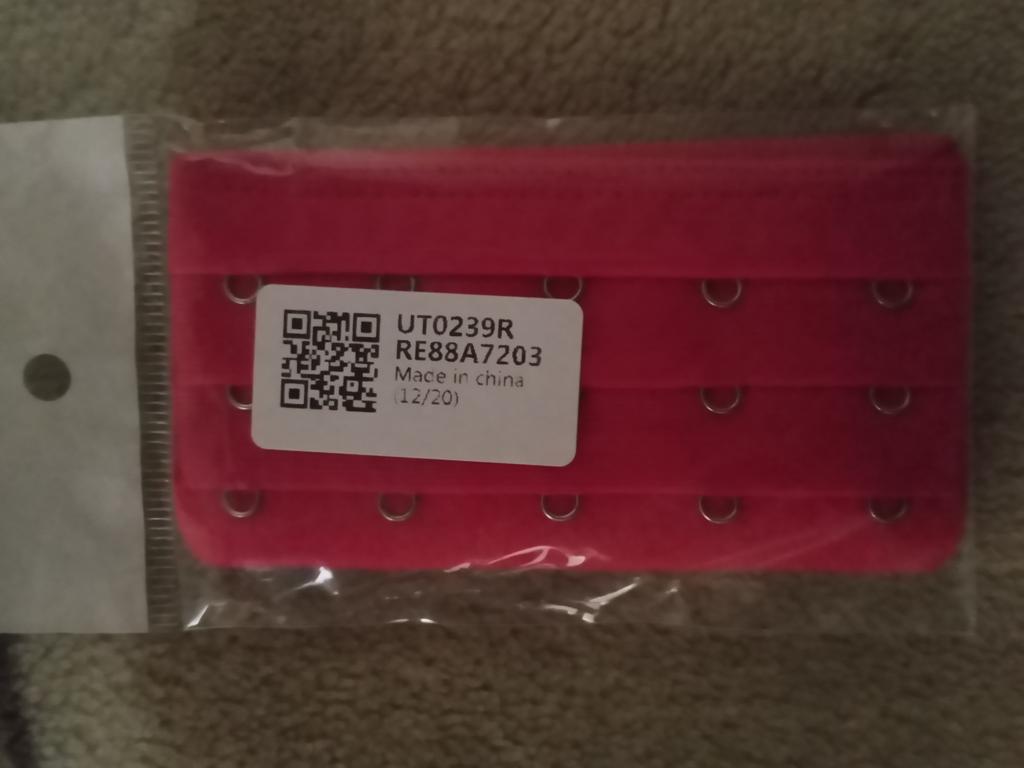 UT0239R
RE88A7203
Made in china
(12/20)